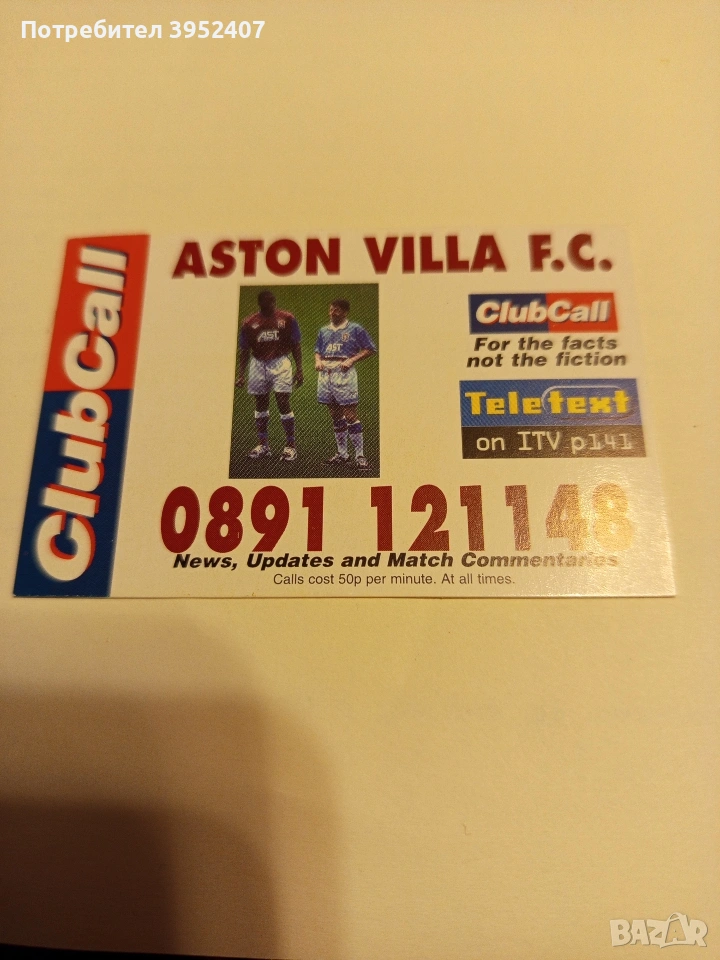 Потребител 3952407
ClubCall
ASTON VILLA F.C.
AST
AST
ClubCall
For the facts
not the fiction
Teletext
on ITV p141
0891 121148
News, Updates and Match Commentaries
Calls cost 50p per minute. At all times.
BAZAR